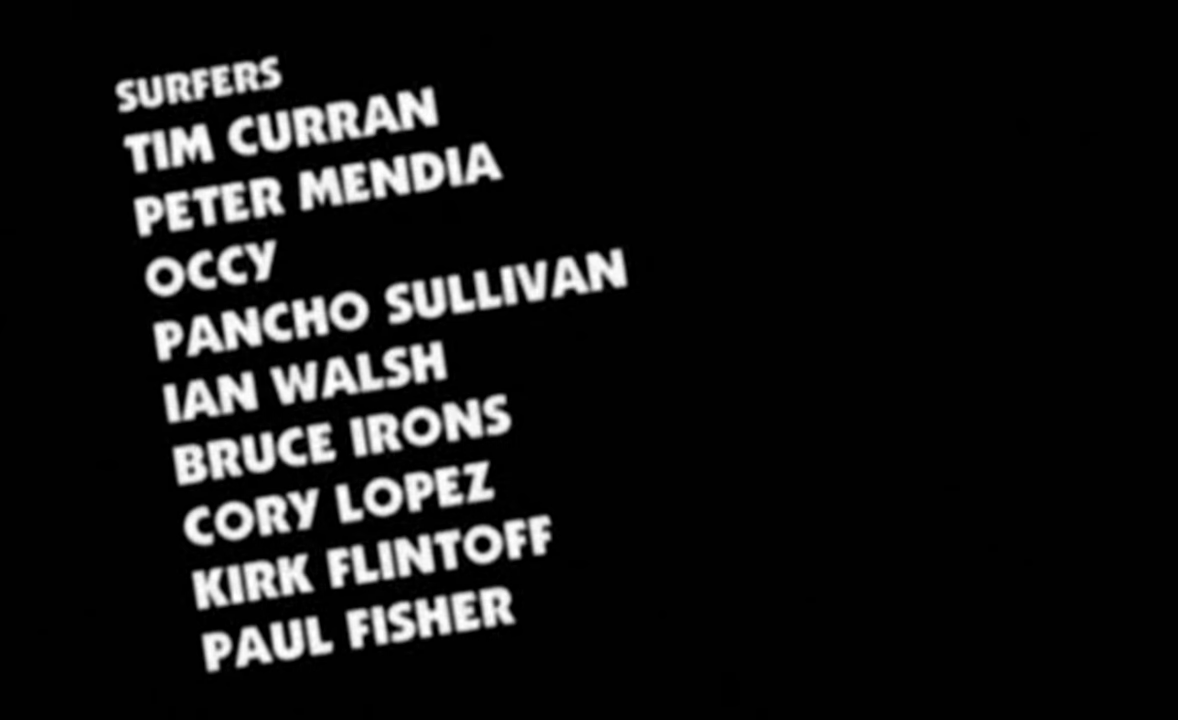 SURFERS
TIM CURRAN
PETER MENDIA
OCCY
PANCHO SULLIVAN
IAN WALSH
BRUCE IRONS
CORY LOPEZ
KIRK FLINTOFF
PAUL FISHER